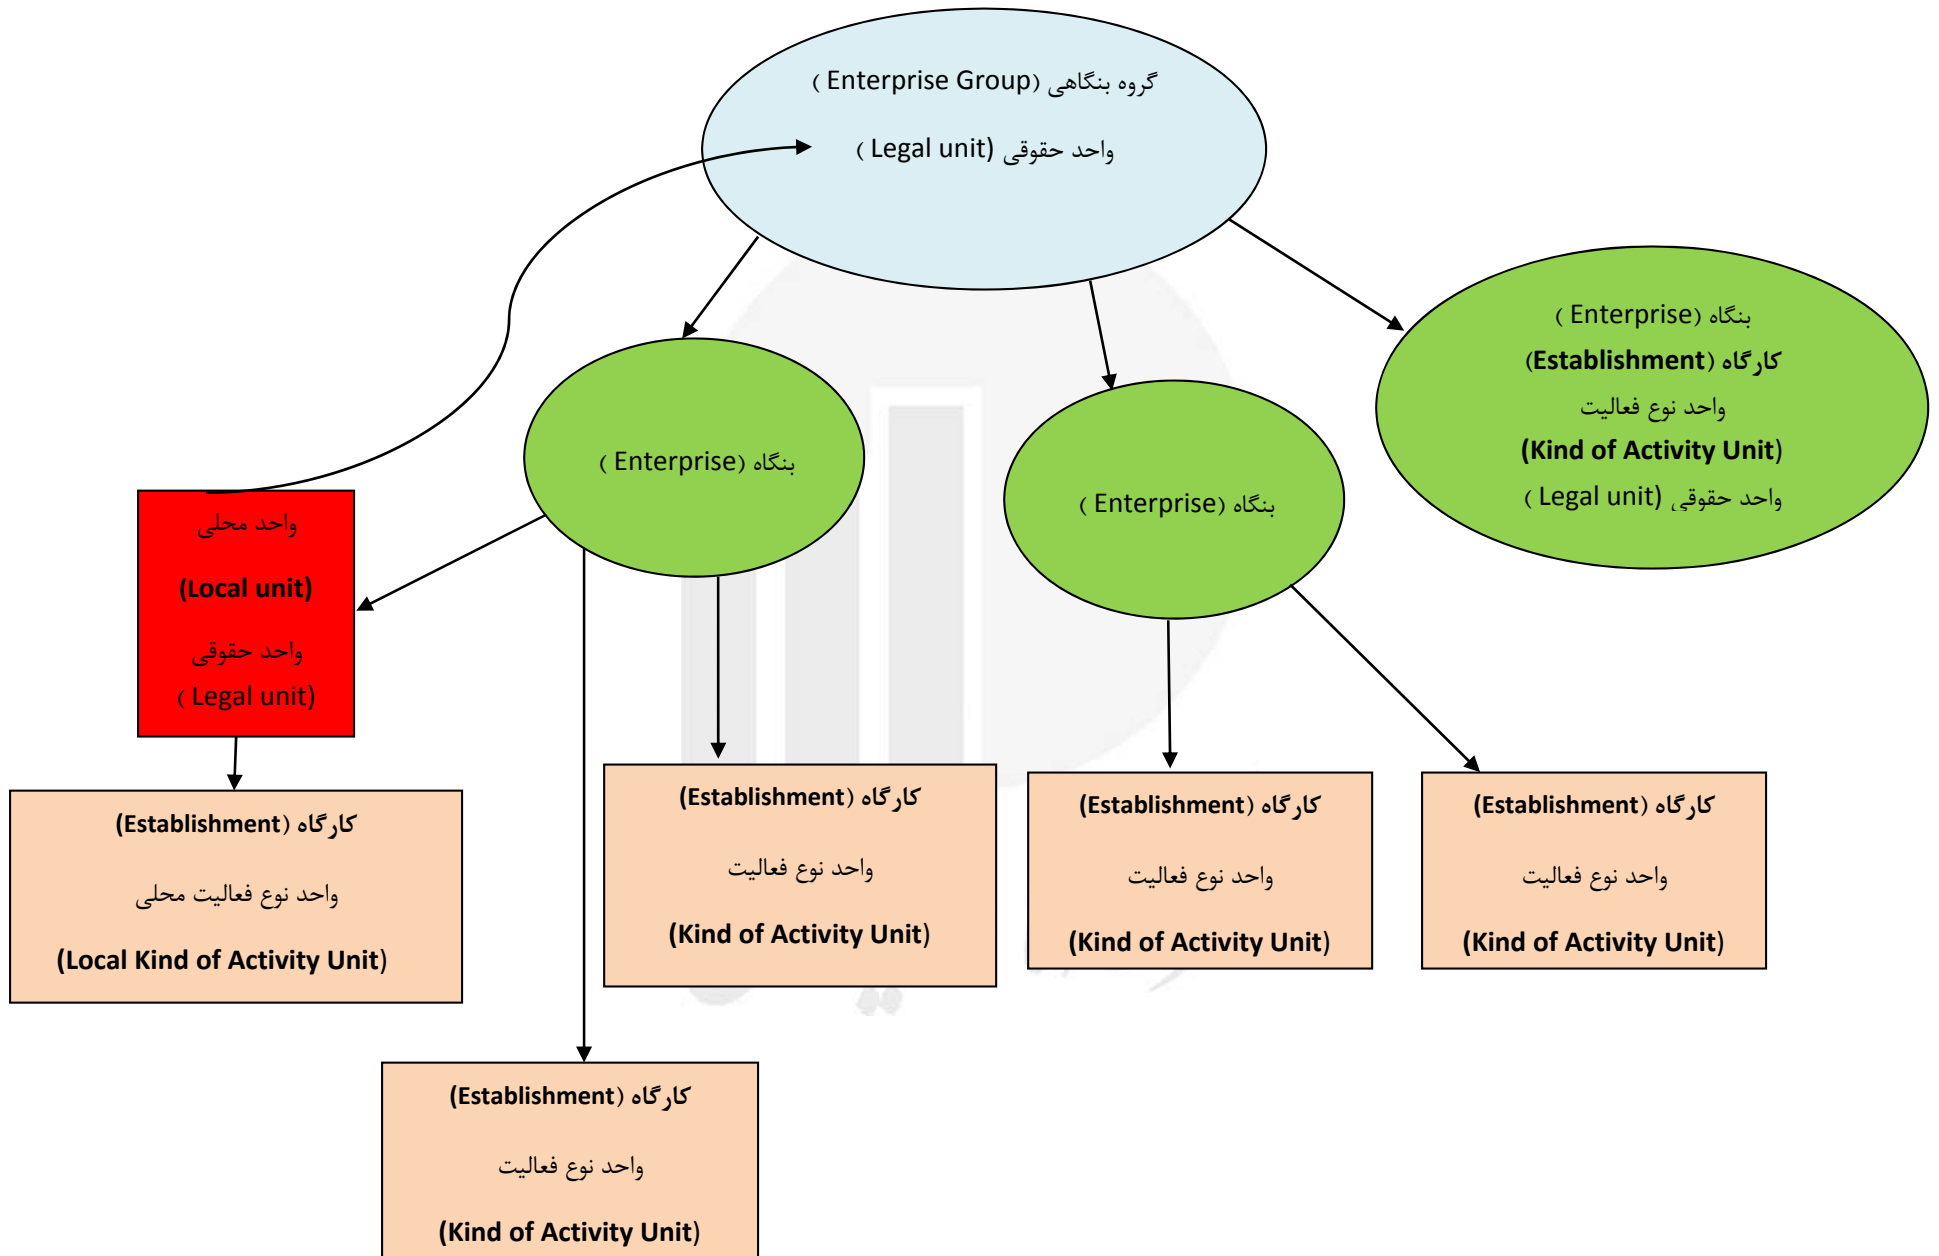 گروه بنگاهی (Enterprise Group )
واحد حقوقی (Legal unit )
بنگاه (Enterprise )
کارگاه (Establishment)
واحد نوع فعالیت
(Kind of Activity Unit)
واحد حقوقی (Legal unit )
بنگاه (Enterprise )
بنگاه (Enterprise )
واحد محلی
(Local unit)
واحد حقوقی
(Legal unit )
کارگاه (Establishment)
واحد نوع فعالیت محلی
(Local Kind of Activity Unit)
کارگاه (Establishment)
واحد نوع فعالیت
(Kind of Activity Unit)
کارگاه (Establishment)
واحد نوع فعالیت
(Kind of Activity Unit)
کارگاه (Establishment)
واحد نوع فعالیت
(Kind of Activity Unit)
کارگاه (Establishment)
واحد نوع فعالیت
(Kind of Activity Unit)